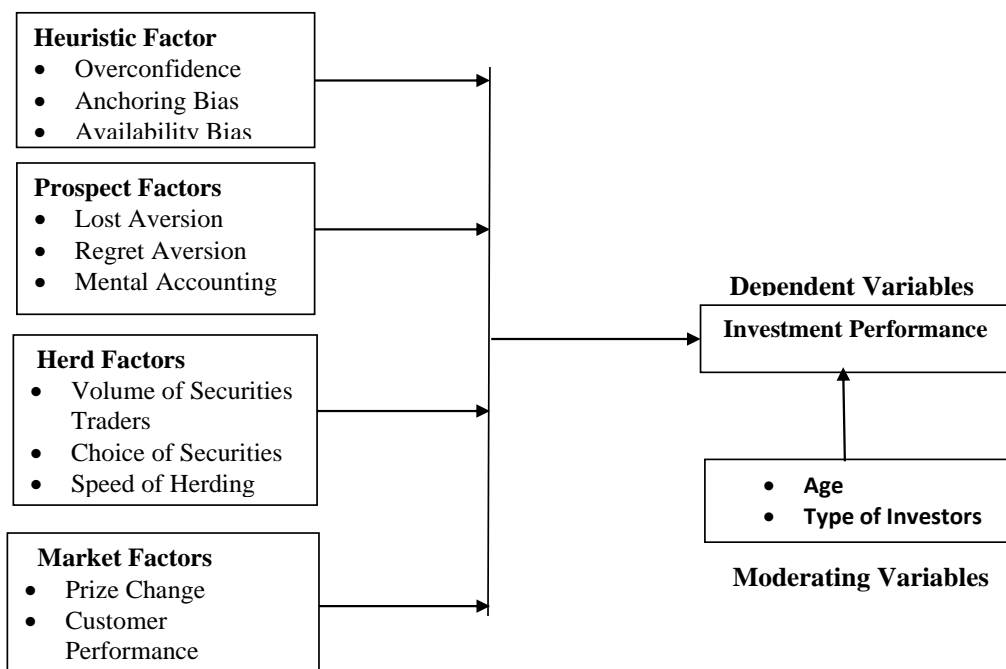 Heuristic Factor
• Overconfidence
• Anchoring Bias
• Availability Bias
Prospect Factors
• Lost Aversion
• Regret Aversion
• Mental Accounting
Herd Factors
• Volume of Securities
Traders
• Choice of Securities
• Speed of Herding
Market Factors
• Prize Change
• Customer
Performance
Dependent Variables
Investment Performance
• Age
• Type of Investors
Moderating Variables